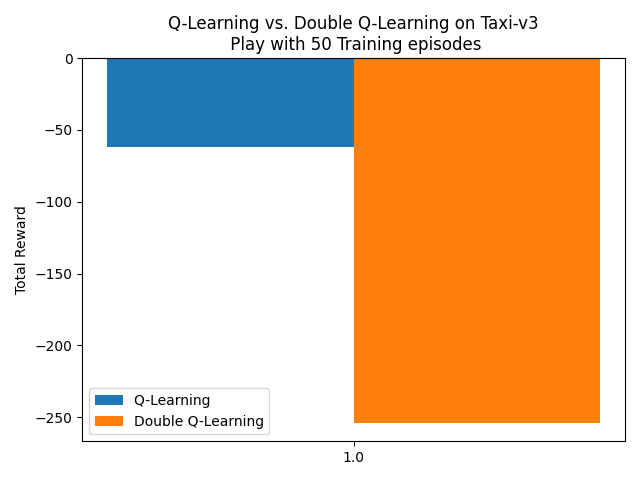 Q-Learning vs. Double Q-Learning on Taxi-v3
Play with 50 Training episodes
0
−50
−100
−150
−200
−250
Total Reward
Q-Learning
Double Q-Learning
1.0